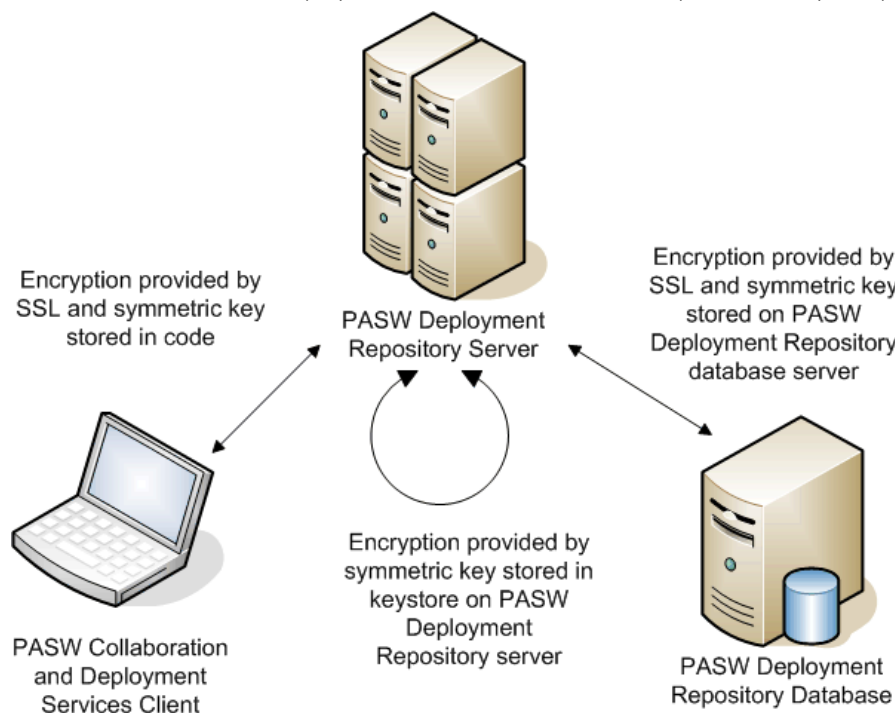 PASW Deployment
Repository Server
Encryption provided by
SSL and symmetric key
stored in code
Encryption provided by
SSL and symmetric key
stored on PASW
Deployment Repository
database server
Encryption provided by
symmetric key stored in
keystore on PASW
Deployment
Repository server
PASW Collaboration
and Deployment
Services Client
PASW Deployment
Repository Database